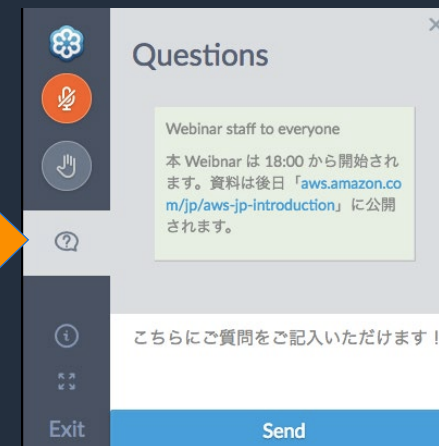 Questions
Webinar staff to everyone
本 Weibnar は 18:00 から開始され
ます。資料は後日「aws.amazon.co
m/jp/aws-jp-introduction」に公開
されます。
こちらにご質問をご記入いただけます！
Exit
Send